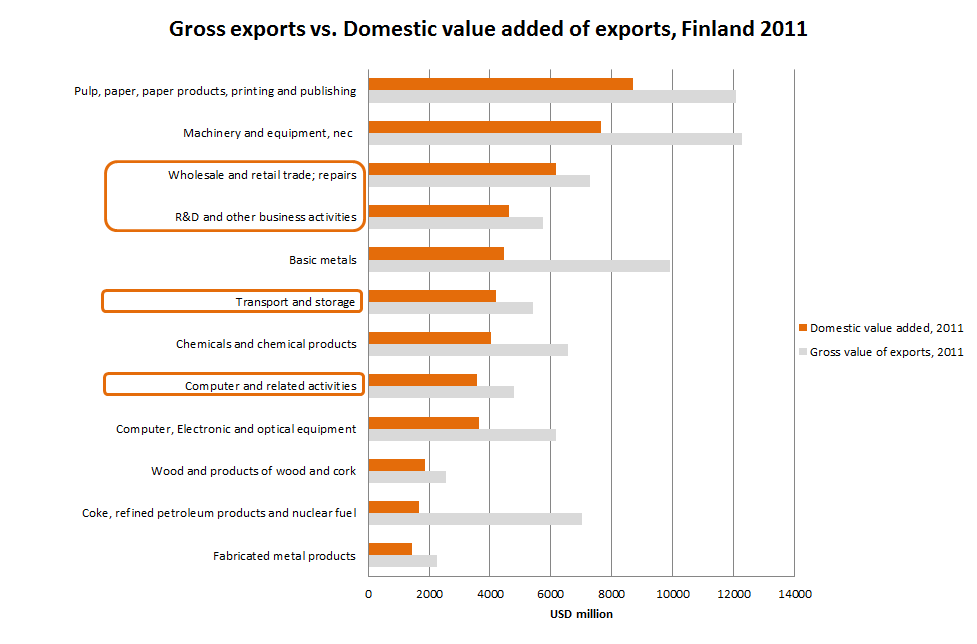 Gross exports vs. Domestic value added of exports, Finland 2011
Pulp, paper, paper products, printing and publishing
Machinery and equipment, nec
Wholesale and retail trade; repairs
R&D and other business activities
Basic metals
Transport and storage
Chemicals and chemical products
Computer and related activities
Computer, Electronic and optical equipment
Wood and products of wood and cork
Coke, refined petroleum products and nuclear fuel
Fabricated metal products
Domestic value added, 2011
Gross value of exports, 2011
0 2000 4000 6000 8000 10000 12000 14000
USD million